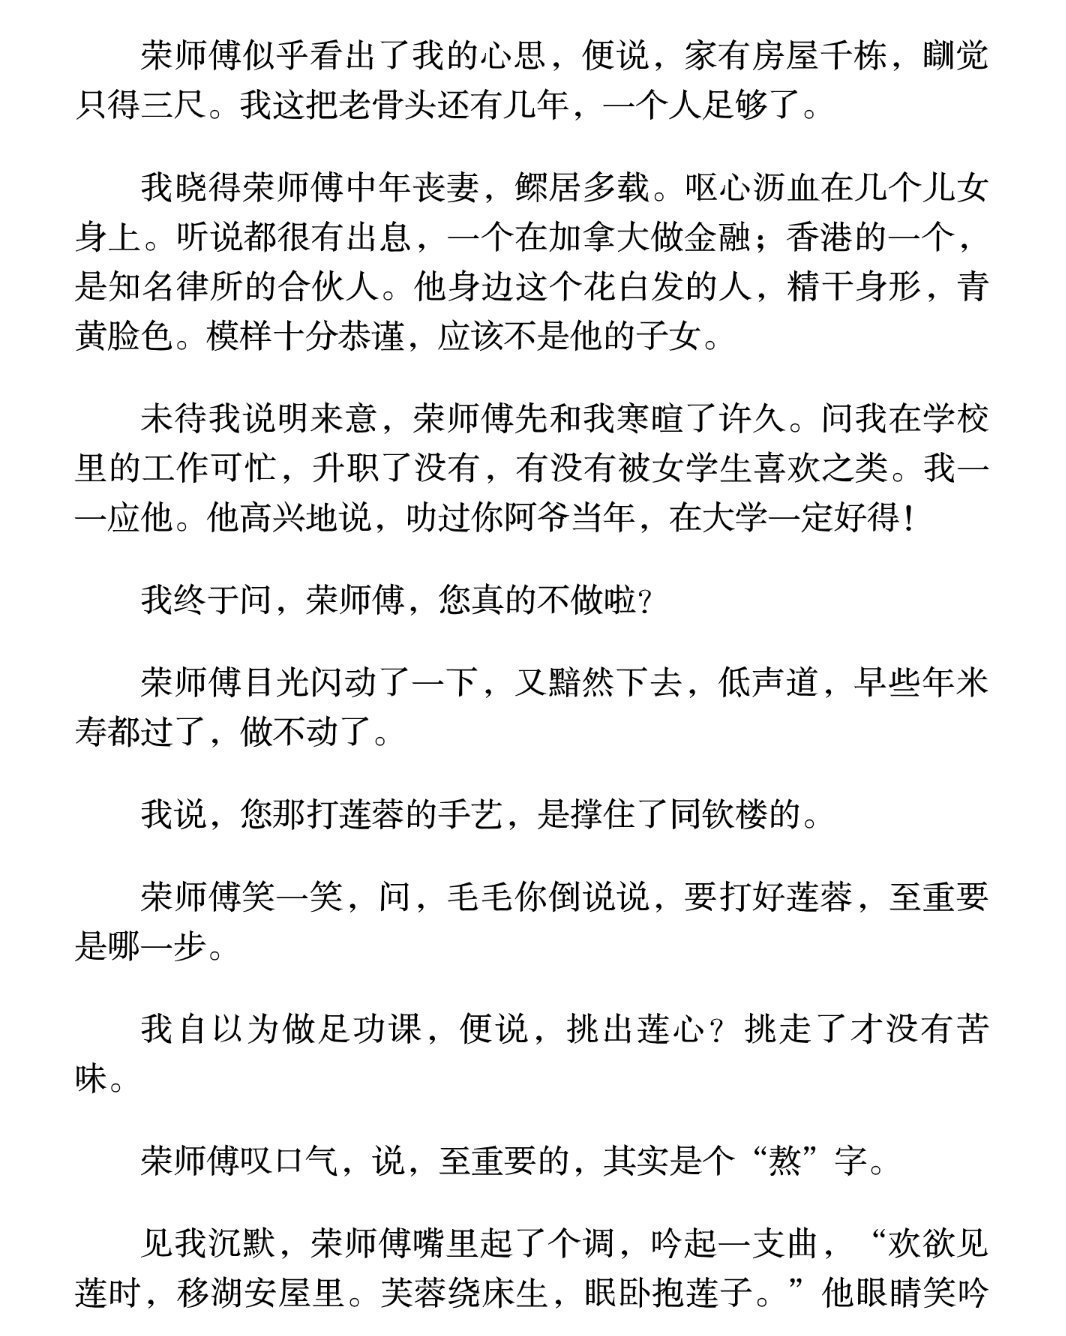 荣师傅似乎看出了我的心思，便说，家有房屋千栋，瞓觉
只得三尺。我这把老骨头还有几年，一个人足够了。
我晓得荣师傅中年丧妻，鳏居多载。呕心沥血在几个儿女
身上。听说都很有出息，一个在加拿大做金融；香港的一个，
是知名律所的合伙人。他身边这个花白发的人，精干身形，青
黄脸色。模样十分恭谨，应该不是他的子女。
未待我说明来意，荣师傅先和我寒暄了许久。问我在学校
里的工作可忙，升职了没有，有没有被女学生喜欢之类。我一
一应他。他高兴地说，叻过你阿爷当年，在大学一定好得！
我终于问，荣师傅，您真的不做啦？
荣师傅目光闪动了一下，又黯然下去，低声道，早些年米
寿都过了，做不动了。
我说，您那打莲蓉的手艺，是撑住了同钦楼的。
荣师傅笑一笑，问，毛毛你倒说说，要打好莲蓉，至重要
是哪一步。
我自以为做足功课，便说，挑出莲心？挑走了才没有苦
味。
荣师傅叹口气，说，至重要的，其实是个“熬”字。
见我沉默，荣师傅嘴里起了个调，吟起一支曲，“欢欲见
莲时，移湖安屋里。芙蓉绕床生，眠卧抱莲子。”他眼睛笑吟